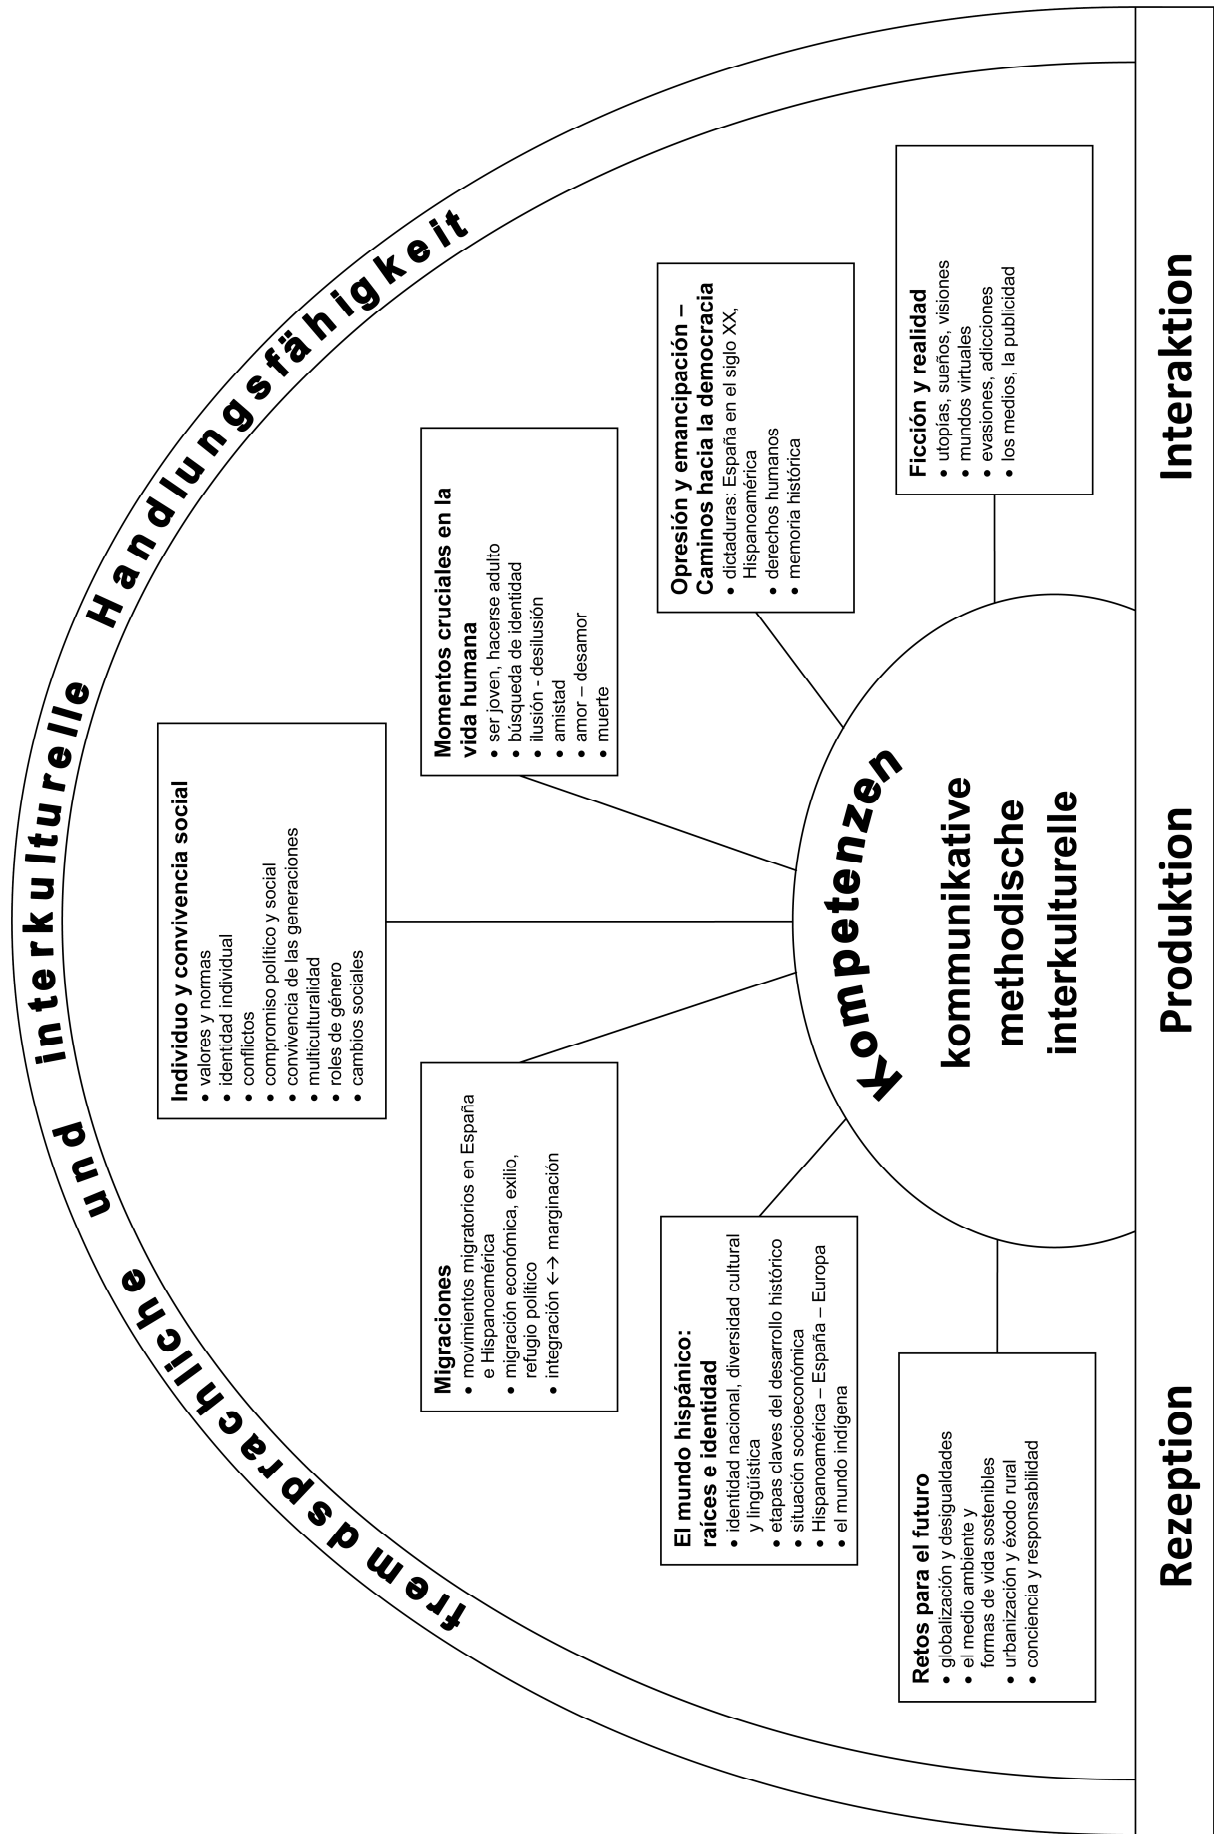 fremdsprachliche und interkulturelle Handlungsfähigkeit
Individuo y convivencia social
• valores y normas
• identidad individual
• conflictos
• compromiso político y social
• convivencia de las generaciones
• multiculturalidad
• roles de género
• cambios sociales
Migraciones
• movimientos migratorios en España
e Hispanoamérica
• migración económica, exilio,
refugio político
• integración ←→ marginación
Momentos cruciales en la
vida humana
• ser joven, hacerse adulto
• búsqueda de identidad
• ilusión - desilusión
• amistad
• amor – desamor
• muerte
El mundo hispánico:
raíces e identidad
• identidad nacional, diversidad cultural
y lingüística
• etapas claves del desarrollo histórico
• situación socioeconómica
• Hispanoamérica – España – Europa
• el mundo indígena
Opresión y emancipación –
Caminos hacia la democracia
• dictaduras: España en el siglo XX,
Hispanoamérica
• derechos humanos
• memoria histórica
Retos para el futuro
• globalización y desigualdades
• el medio ambiente y
formas de vida sostenibles
• urbanización y éxodo rural
• conciencia y responsabilidad
Ficción y realidad
• utopías, sueños, visiones
• mundos virtuales
• evasiones, adicciones
• los medios, la publicidad
Kompetenzen
kommunikative
methodische
interkulturelle
Rezeption
Produktion
Interaktion